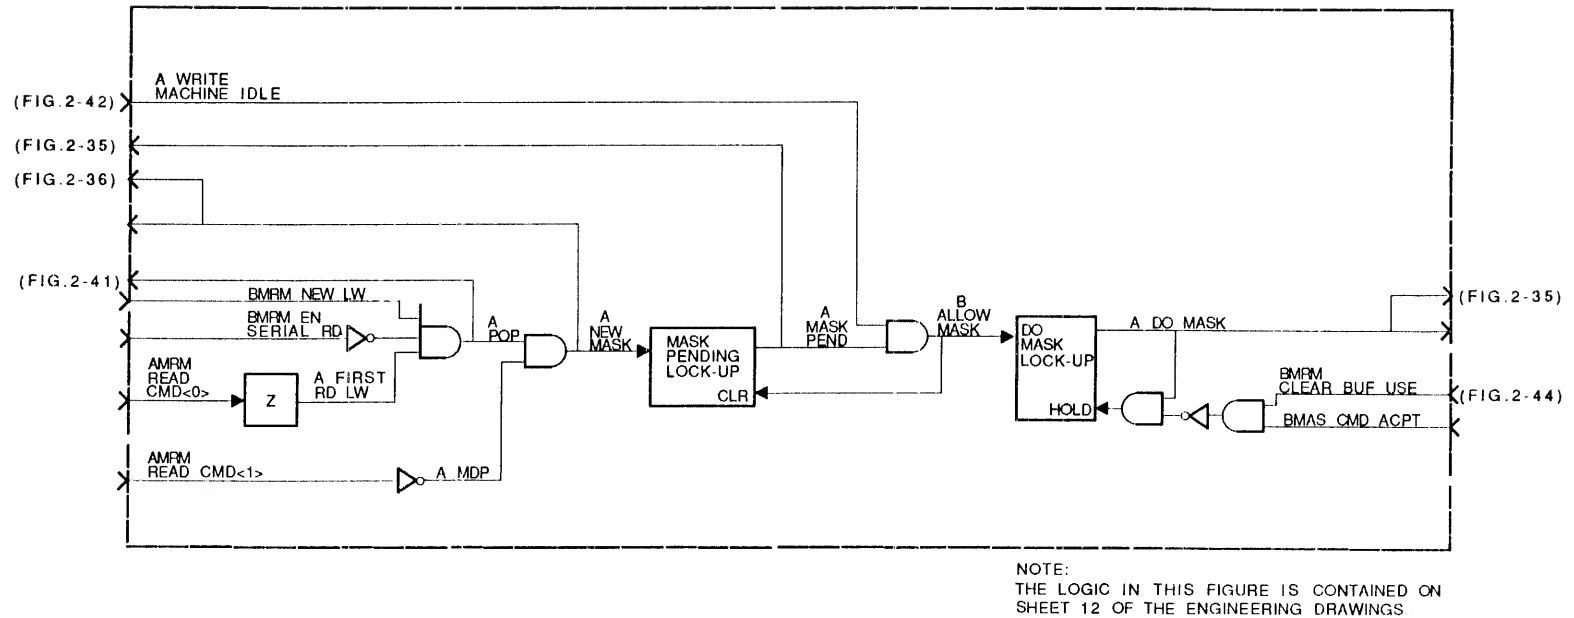 A WRITE
MACHINE IDLE
(FIG.2-42)
(FIG.2-35)
(FIG.2-36)
(FIG.2-41)
BMRM NEW LW
BMRM EN
SERIAL RD
AMRM
READ
CMD<0>
Z
A FIRST
RD LW
AMRM
READ CMD<1>
A MDP
A
POP
A
NEW
MASK
MASK
PENDING
LOCK-UP
CLR
A
MASK
PEND
B
ALLOW
MASK
DO
MASK
LOCK-UP
HOLD
A DO MASK
(FIG.2-35)
BMRM
CLEAR BUF USE
(FIG.2-44)
BMAS CMD ACPT
NOTE:
THE LOGIC IN THIS FIGURE IS CONTAINED ON
SHEET 12 OF THE ENGINEERING DRAWINGS.